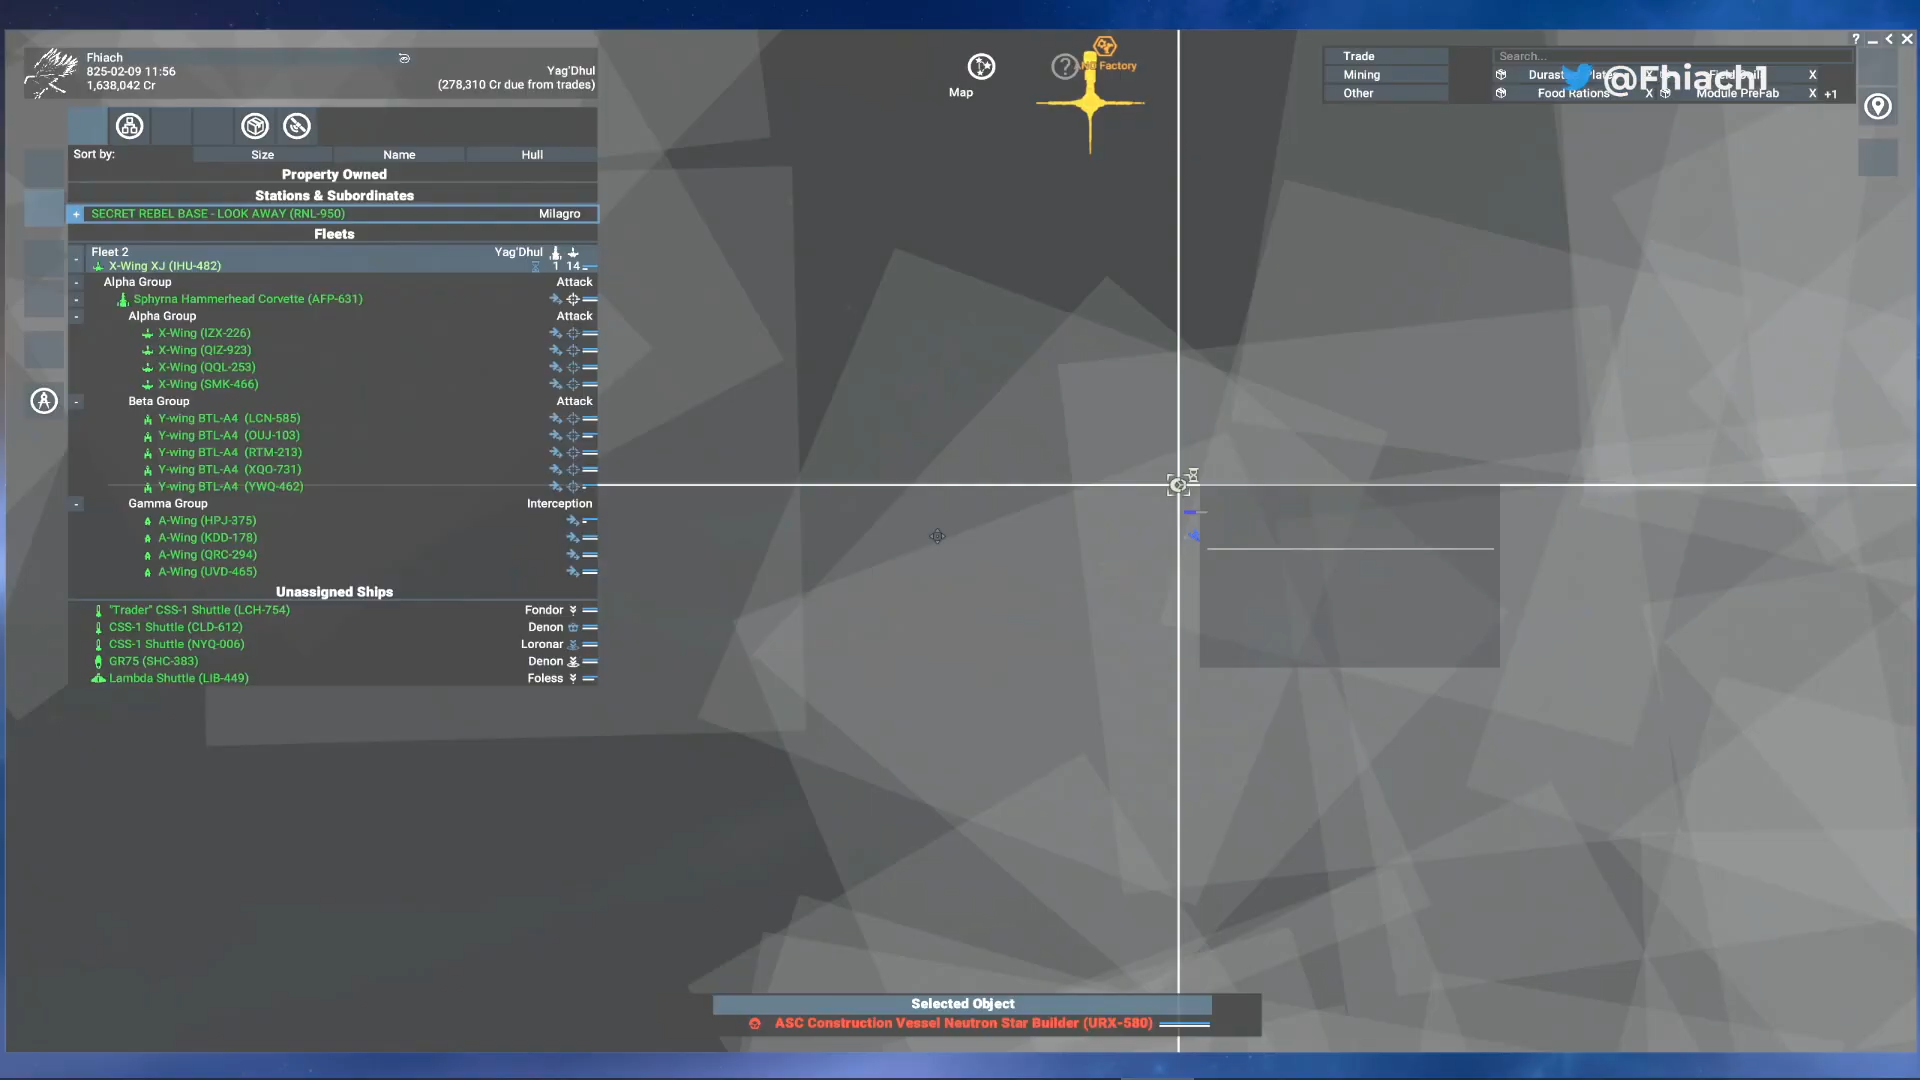 Fhiach
825-02-09 11:56
1,638,042 Cr
Yag'Dhul
(278,310 Cr due from trades)
Map
Factory
? _ < X
Trade
Mining
Other
Search...
X X
Food Rations X Module PreFab X +1
@Fhiach1
Sort by: Size Name Hull
Property Owned
Stations & Subordinates
+ SECRET REBEL BASE - LOOK AWAY (RNL-950) Milagro
Fleets
Fleet 2 Yag'Dhul
- X-Wing XJ (IHU-482) 1 14
- Alpha Group Attack
- Sphyrna Hammerhead Corvette (AFP-631)
- Alpha Group Attack
X-Wing (IZX-226)
X-Wing (QIZ-923)
X-Wing (QQL-253)
X-Wing (SMK-466)
- Beta Group Attack
Y-wing BTL-A4 (LCN-585)
Y-wing BTL-A4 (OUJ-103)
Y-wing BTL-A4 (RTM-213)
Y-wing BTL-A4 (XQO-731)
Y-wing BTL-A4 (YWQ-462)
- Gamma Group Interception
A-Wing (HPJ-375)
A-Wing (KDD-178)
A-Wing (QRC-294)
A-Wing (UVD-465)
Unassigned Ships
"Trader" CSS-1 Shuttle (LCH-754) Fondor
CSS-1 Shuttle (CLD-612) Denon
CSS-1 Shuttle (NYQ-006) Loronar
GR75 (SHC-383) Denon
Lambda Shuttle (LIB-449) Foless
Selected Object
ASC Construction Vessel Neutron Star Builder (URX-580)